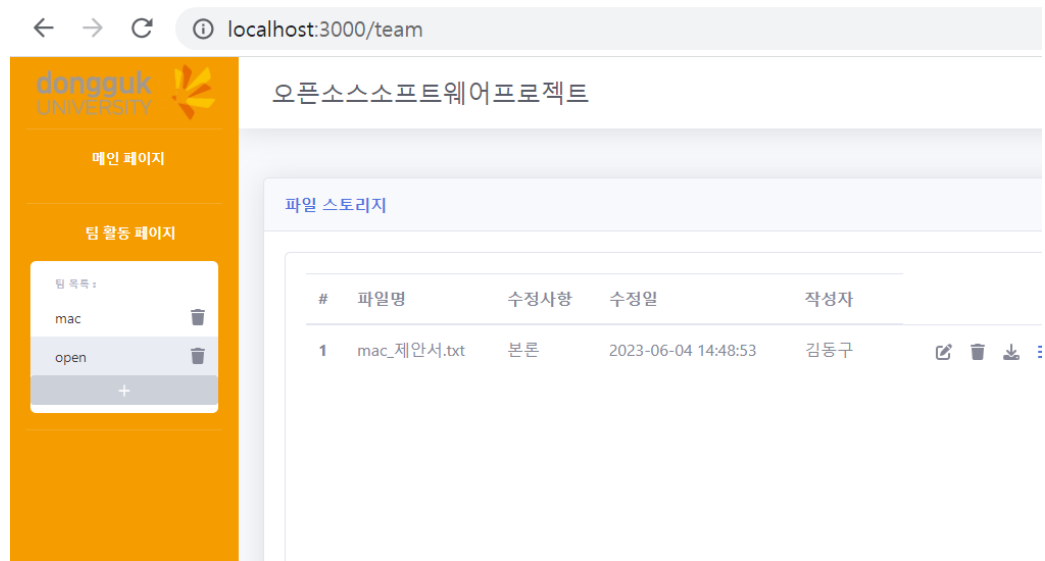 localhost:3000/team
dongguk
UNIVERSITY
오픈소스소프트웨어프로젝트
메인 페이지
팀 활동 페이지
팀 목록 :
mac
open
+
파일 스토리지
# 파일명 수정사항 수정일 작성자
1 mac_제안서.txt 본론 2023-06-04 14:48:53 김동구